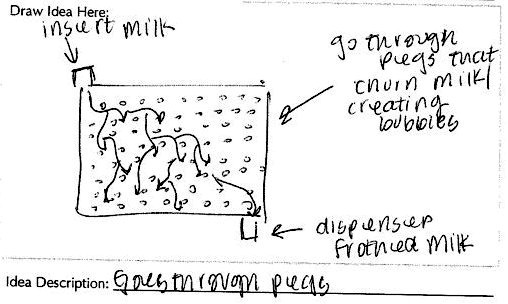 Draw Idea Here:
insert milk
go through
pegs that
churn milk/
creating
bubbles
dispenser
frothed milk
Idea Description: Goes through pegs